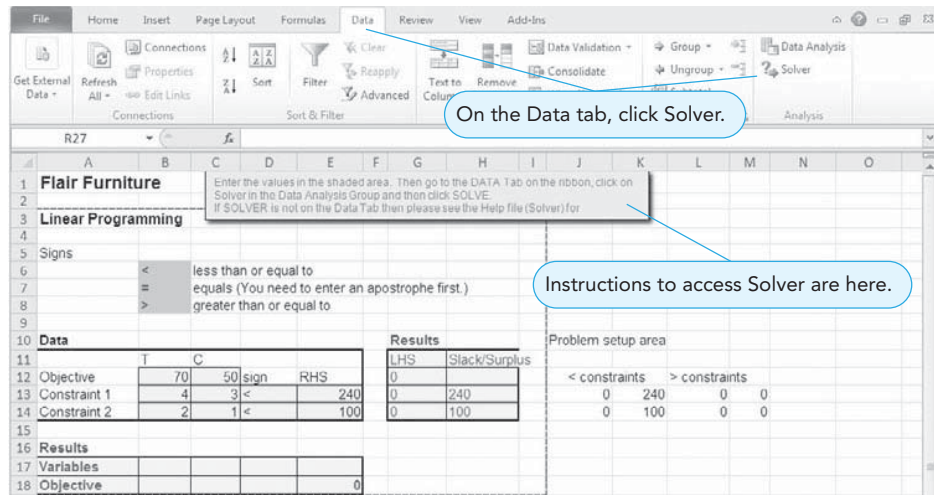 File Home Insert Page Layout Formulas Data Review View Add-Ins
Connections Clear Data Validation Group Data Analysis
Properties Reapply Consolidate Ungroup Solver
Get External Data Refresh All Edit Links Sort Filter Advanced Text to Remove
Connections Sort & Filter Analysis
On the Data tab, click Solver.
R27 fx
A B C D E F G H I J K L M N O
1 Flair Furniture
Enter the values in the shaded area. Then go to the DATA Tab on the ribbon, click on
Solver in the Data Analysis Group and then click SOLVE.
If SOLVER is not on the Data Tab then please see the Help file (Solver) for
2
3 Linear Programming
4
5 Signs
6 < less than or equal to
7 = equals (You need to enter an apostrophe first.)
8 > greater than or equal to
Instructions to access Solver are here.
9
10 Data Results Problem setup area
11 T C LHS Slack/Surplus
12 Objective 70 50 sign RHS 0 < constraints > constraints
13 Constraint 1 4 3 < 240 0 240 0 240 0 0
14 Constraint 2 2 1 < 100 0 100 0 100 0 0
15
16 Results
17 Variables
18 Objective 0